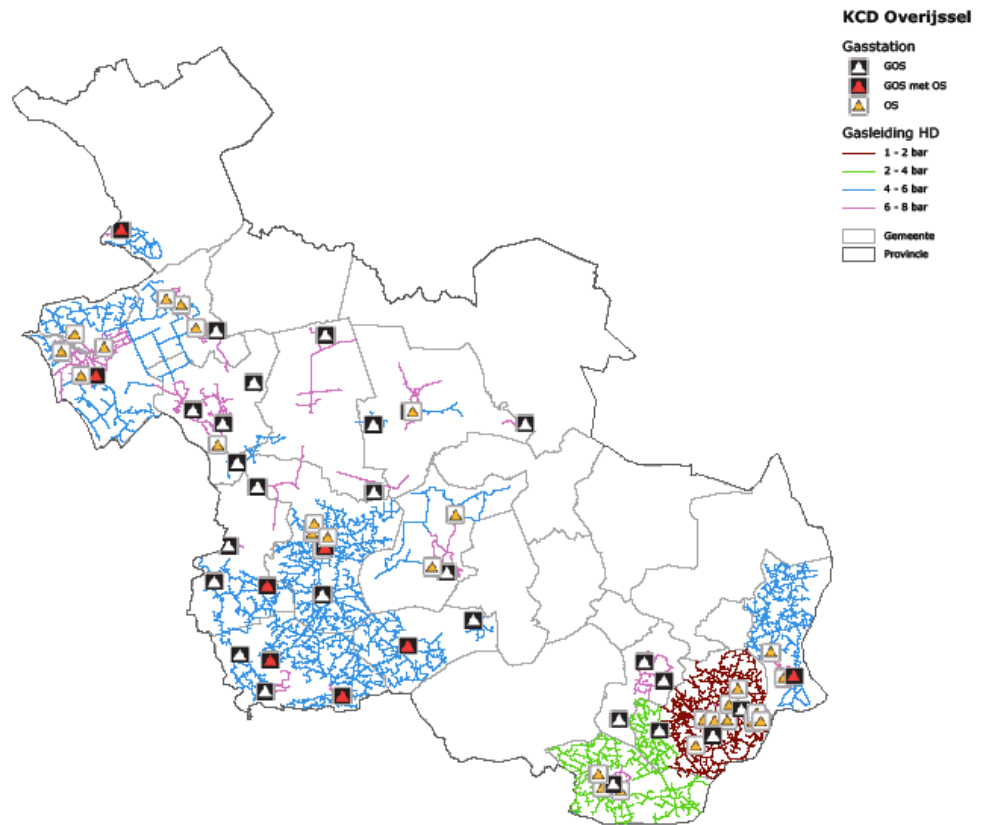 KCD Overijssel
Gasstation
GOS
GOS met OS
OS
Gasleiding HD
1 - 2 bar
2 - 4 bar
4 - 6 bar
6 - 8 bar
Gemeente
Provincie